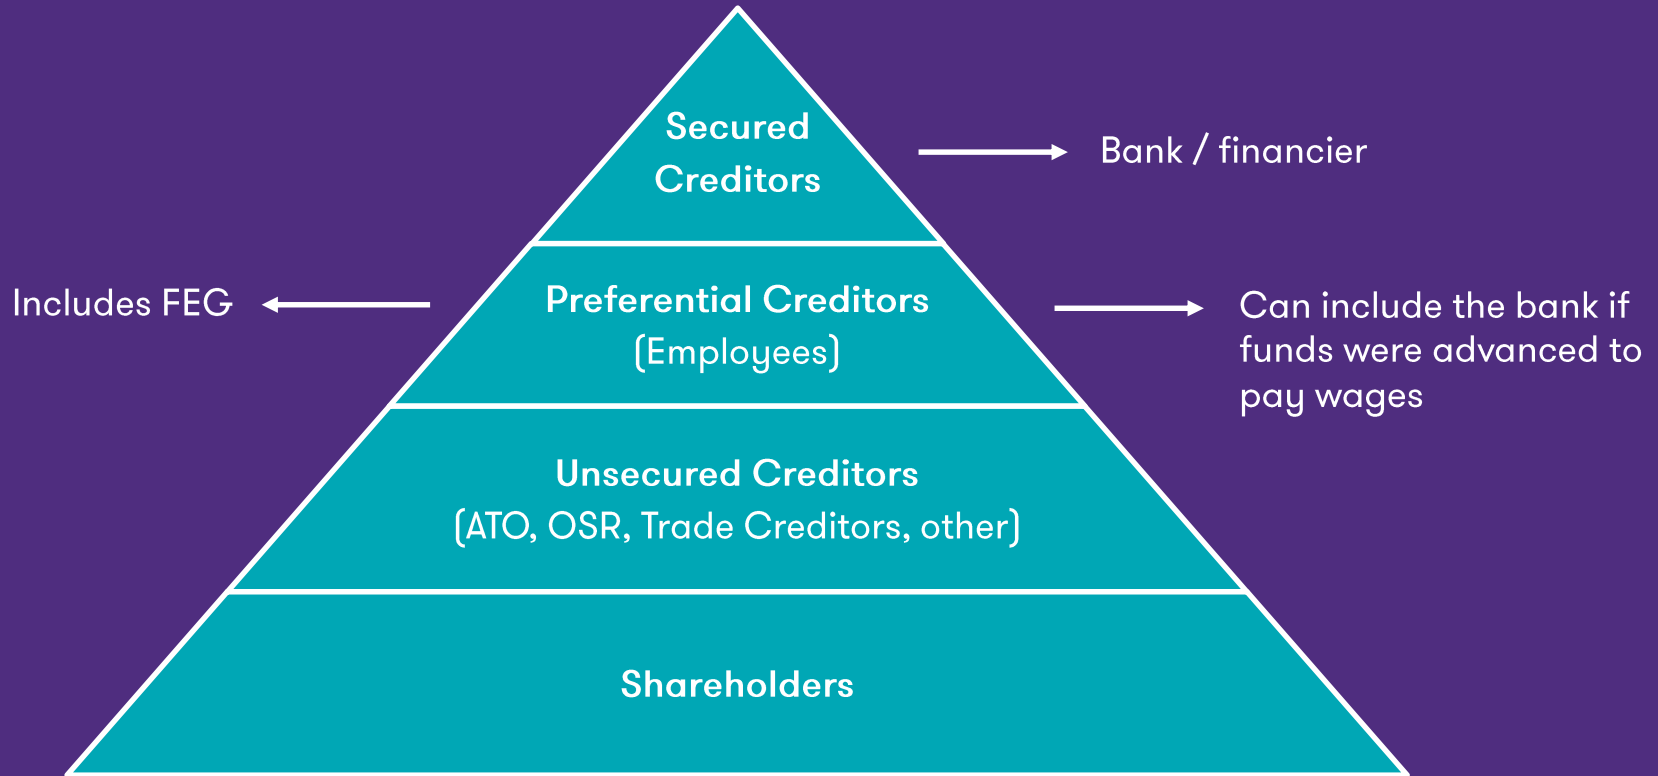 Secured
Creditors
Bank / financier
Includes FEG
Preferential Creditors
(Employees)
Can include the bank if
funds were advanced to
pay wages
Unsecured Creditors
(ATO, OSR, Trade Creditors, other)
Shareholders